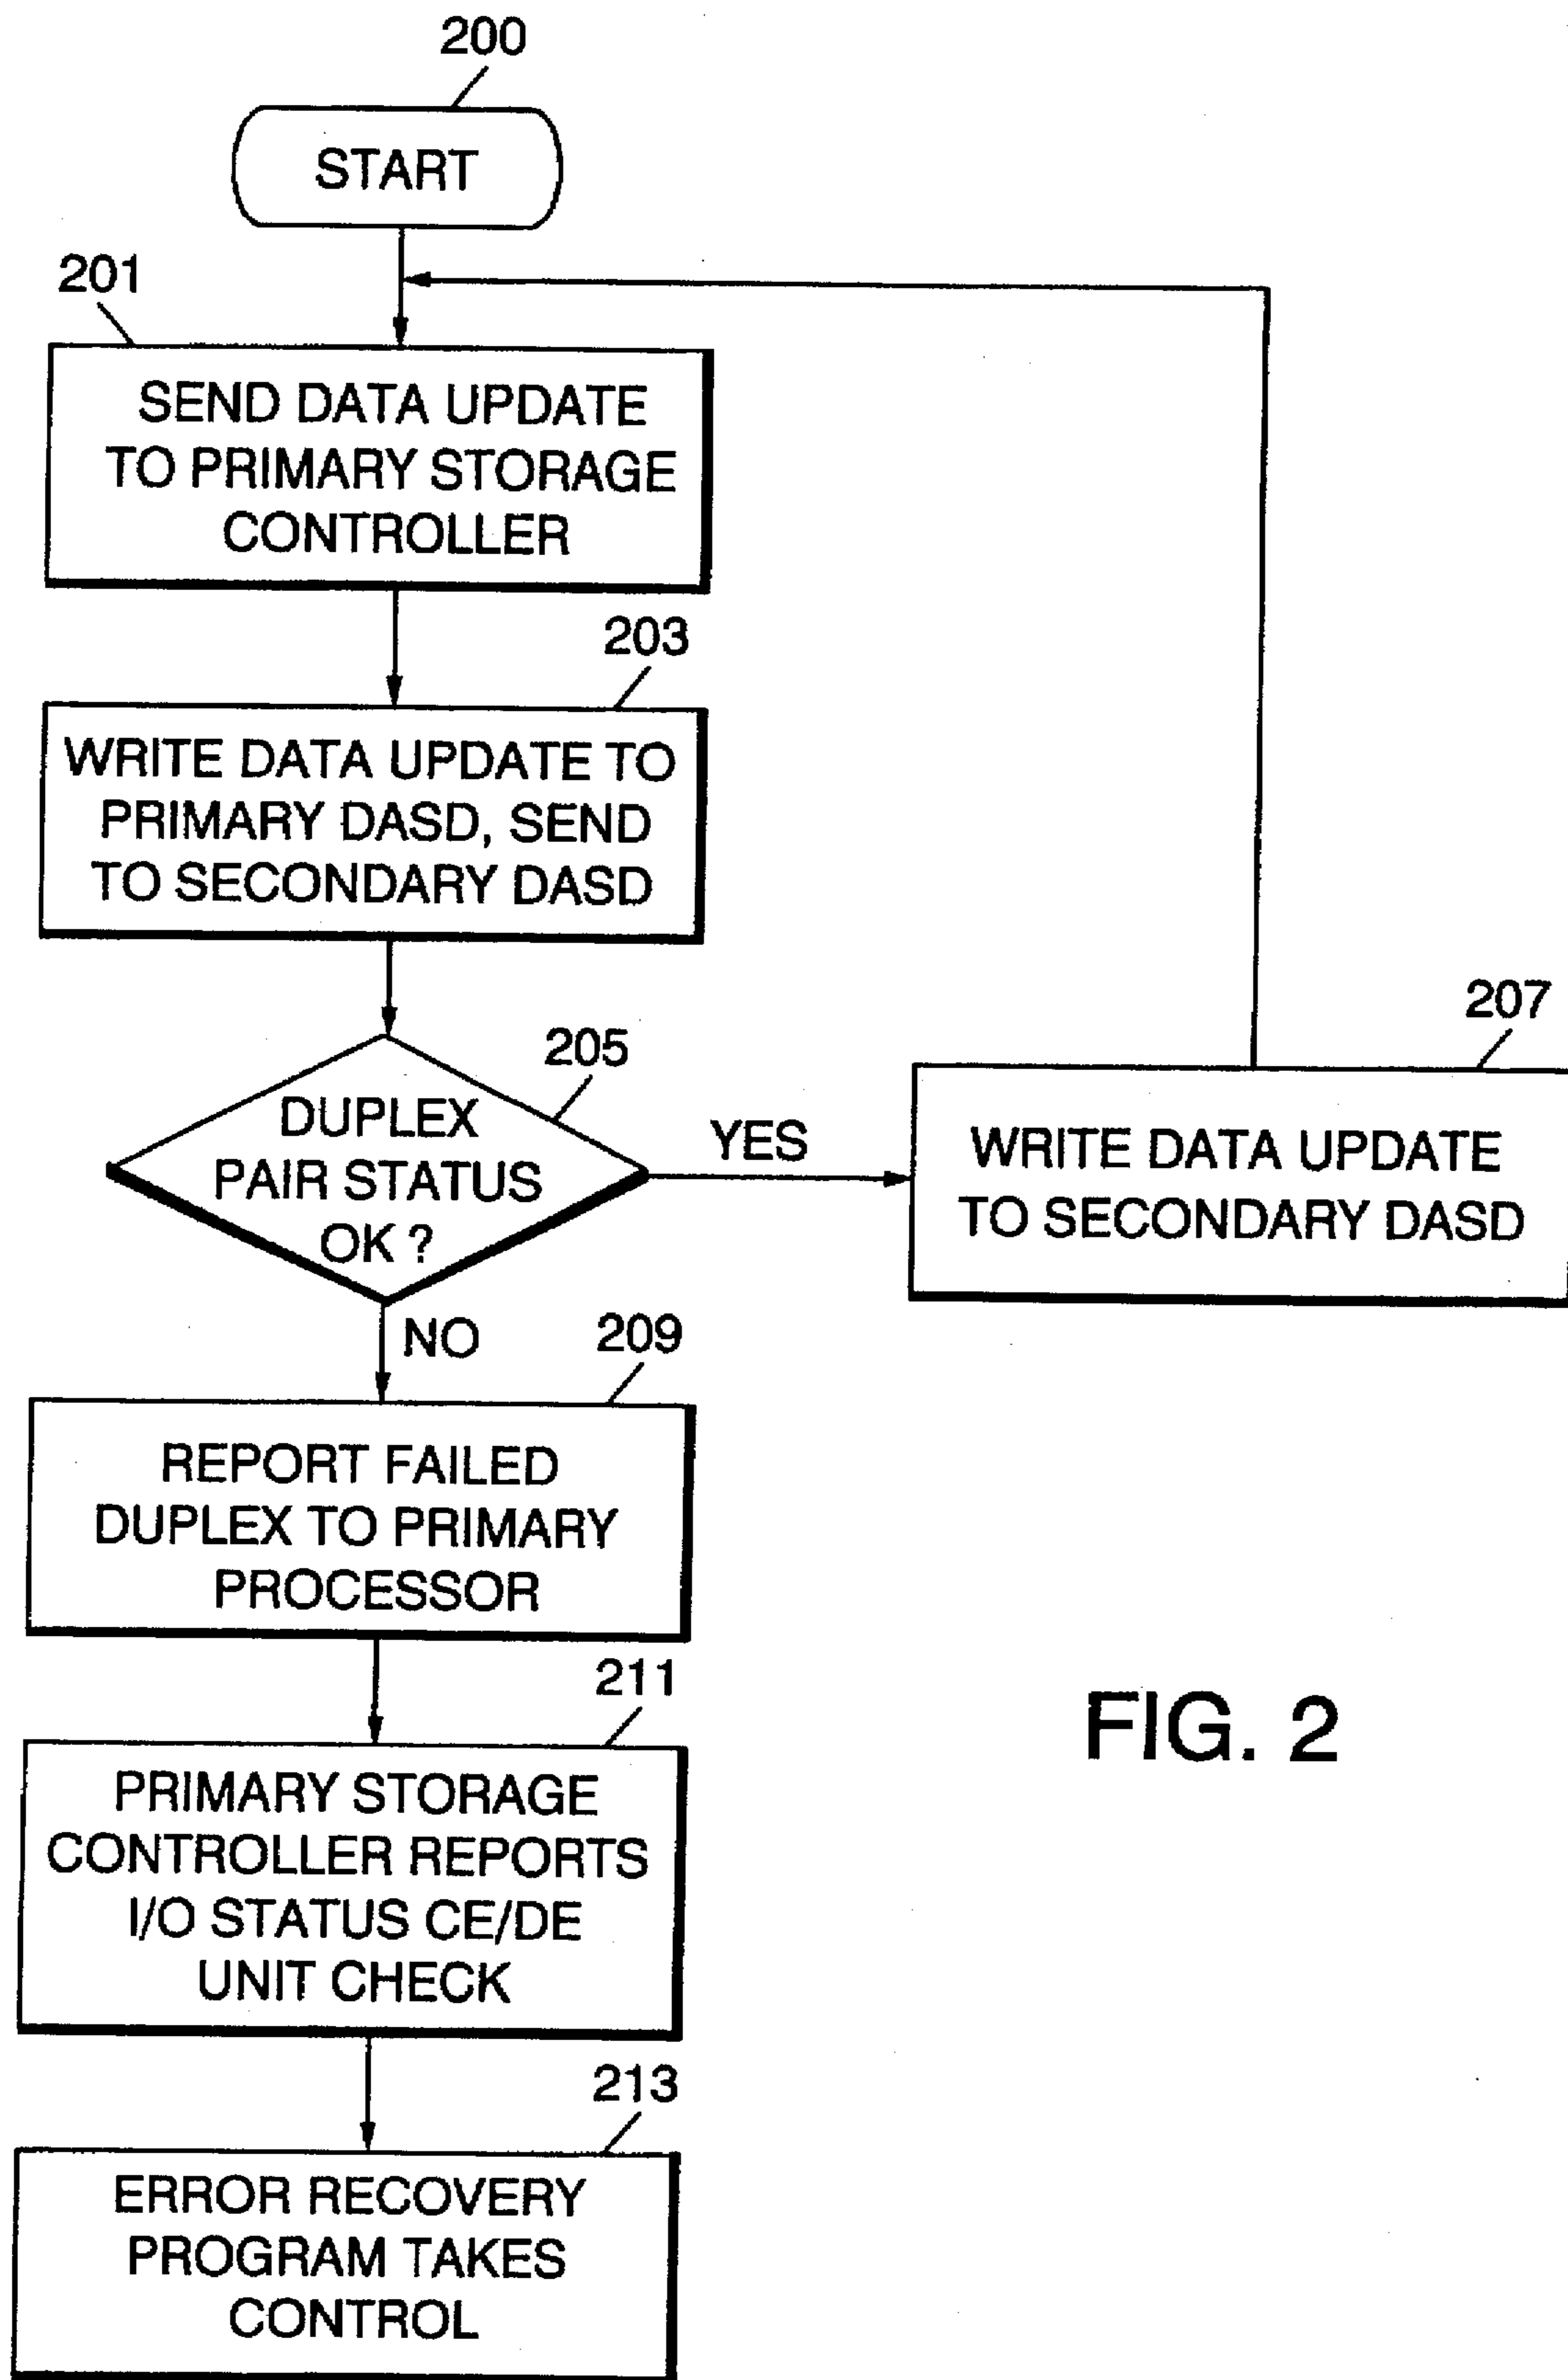 200
START
201
SEND DATA UPDATE
TO PRIMARY STORAGE
CONTROLLER
203
WRITE DATA UPDATE TO
PRIMARY DASD, SEND
TO SECONDARY DASD
205
DUPLEX
PAIR STATUS
OK ?
YES
207
WRITE DATA UPDATE
TO SECONDARY DASD
NO
209
REPORT FAILED
DUPLEX TO PRIMARY
PROCESSOR
211
PRIMARY STORAGE
CONTROLLER REPORTS
I/O STATUS CE/DE
UNIT CHECK
213
ERROR RECOVERY
PROGRAM TAKES
CONTROL
FIG. 2